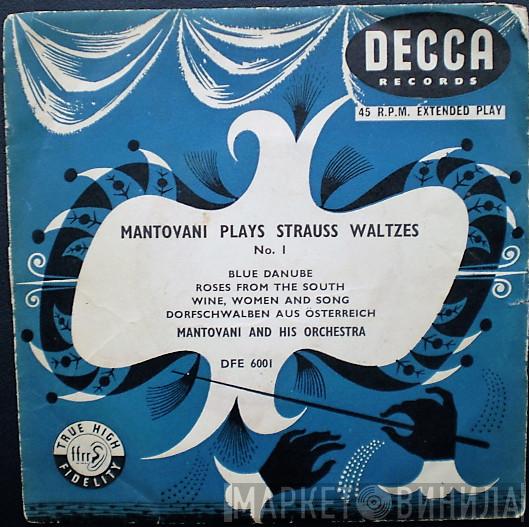 DECCA
RECORDS
45 R.P.M. EXTENDED PLAY
MANTOVANI PLAYS STRAUSS WALTZES
No. 1
BLUE DANUBE
ROSES FROM THE SOUTH
WINE, WOMEN AND SONG
DORFSCHWALBEN AUS ÖSTERREICH
MANTOVANI AND HIS ORCHESTRA
DFE 6001
TRUE HIGH
ffrr
FIDELITY
МАРКЕТ ВИНИЛА